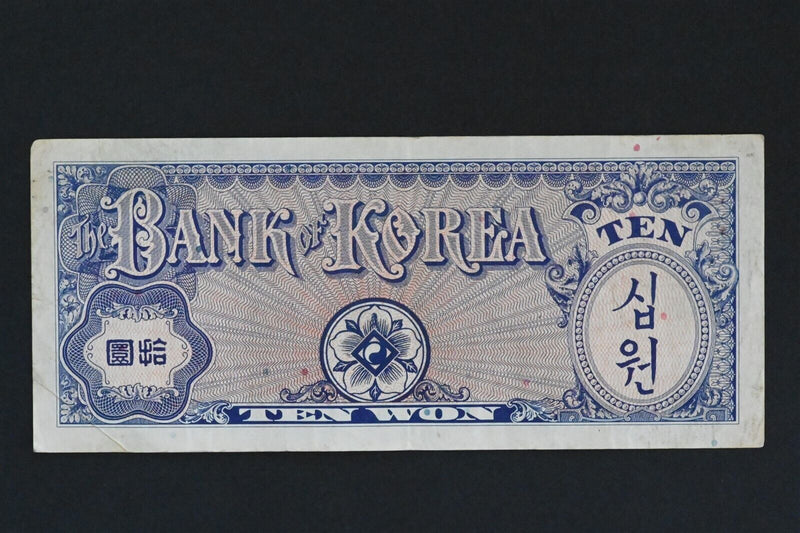 The BANK OF KOREA
TEN
십
원
圓拾
TEN WON